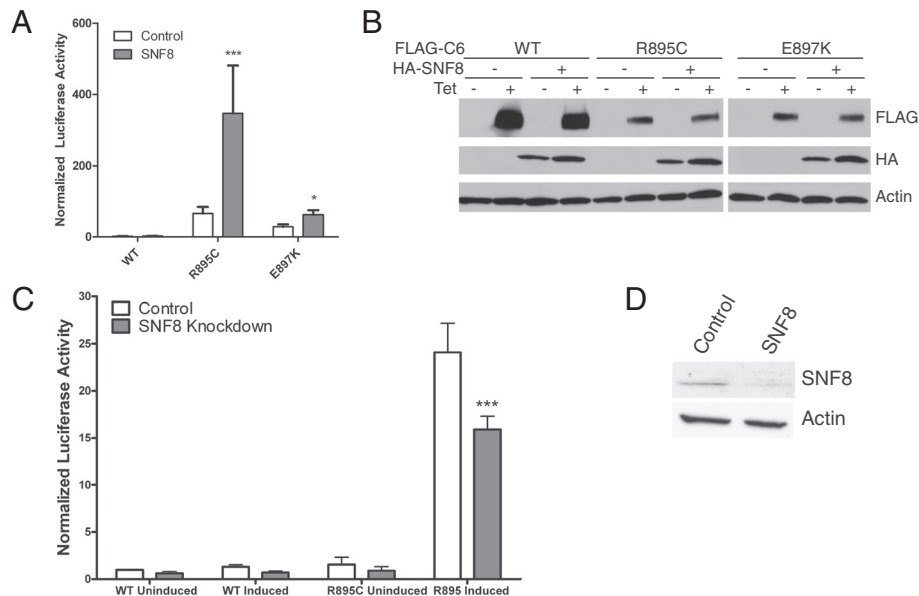 A
600
400
200
0
Normalized Luciferase Activity
Control
SNF8
***
*
WT
R895C
E897K
B
FLAG-C6 WT R895C E897K
HA-SNF8 - + - + - +
Tet - + - + - + - + - + - +
FLAG
HA
Actin
C
30
25
20
15
10
5
0
Normalized Luciferase Activity
Control
SNF8 Knockdown
***
WT Uninduced WT Induced R895C Uninduced R895 Induced
D
Control SNF8
SNF8
Actin